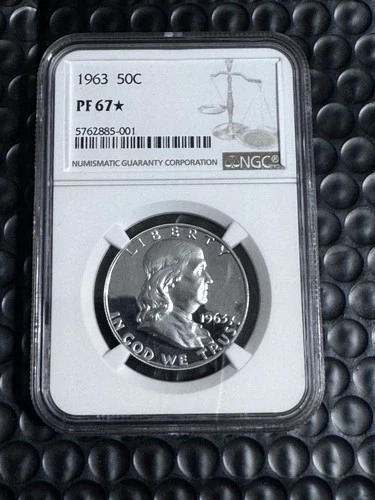 1963 50C
PF 67★
5762885-001
NUMISMATIC GUARANTY CORPORATION
NGC®
LIBERTY
1963
IN GOD WE TRUST